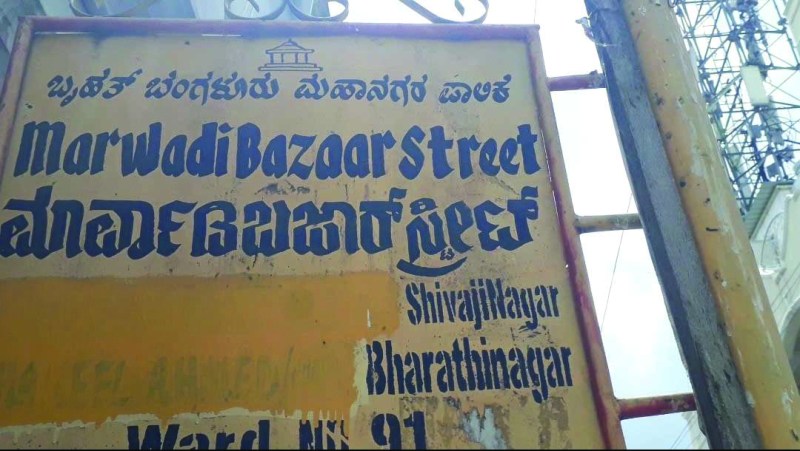 ಬೃಹತ್ ಬೆಂಗಳೂರು ಮಹಾನಗರ ಪಾಲಿಕೆ
Marwadi Bazaar Street
ಮಾರ್ವಾಡಿ ಬಜಾರ್ ಸ್ಟ್ರೀಟ್
ShivajiNagar
Bharathinagar
Ward No 91